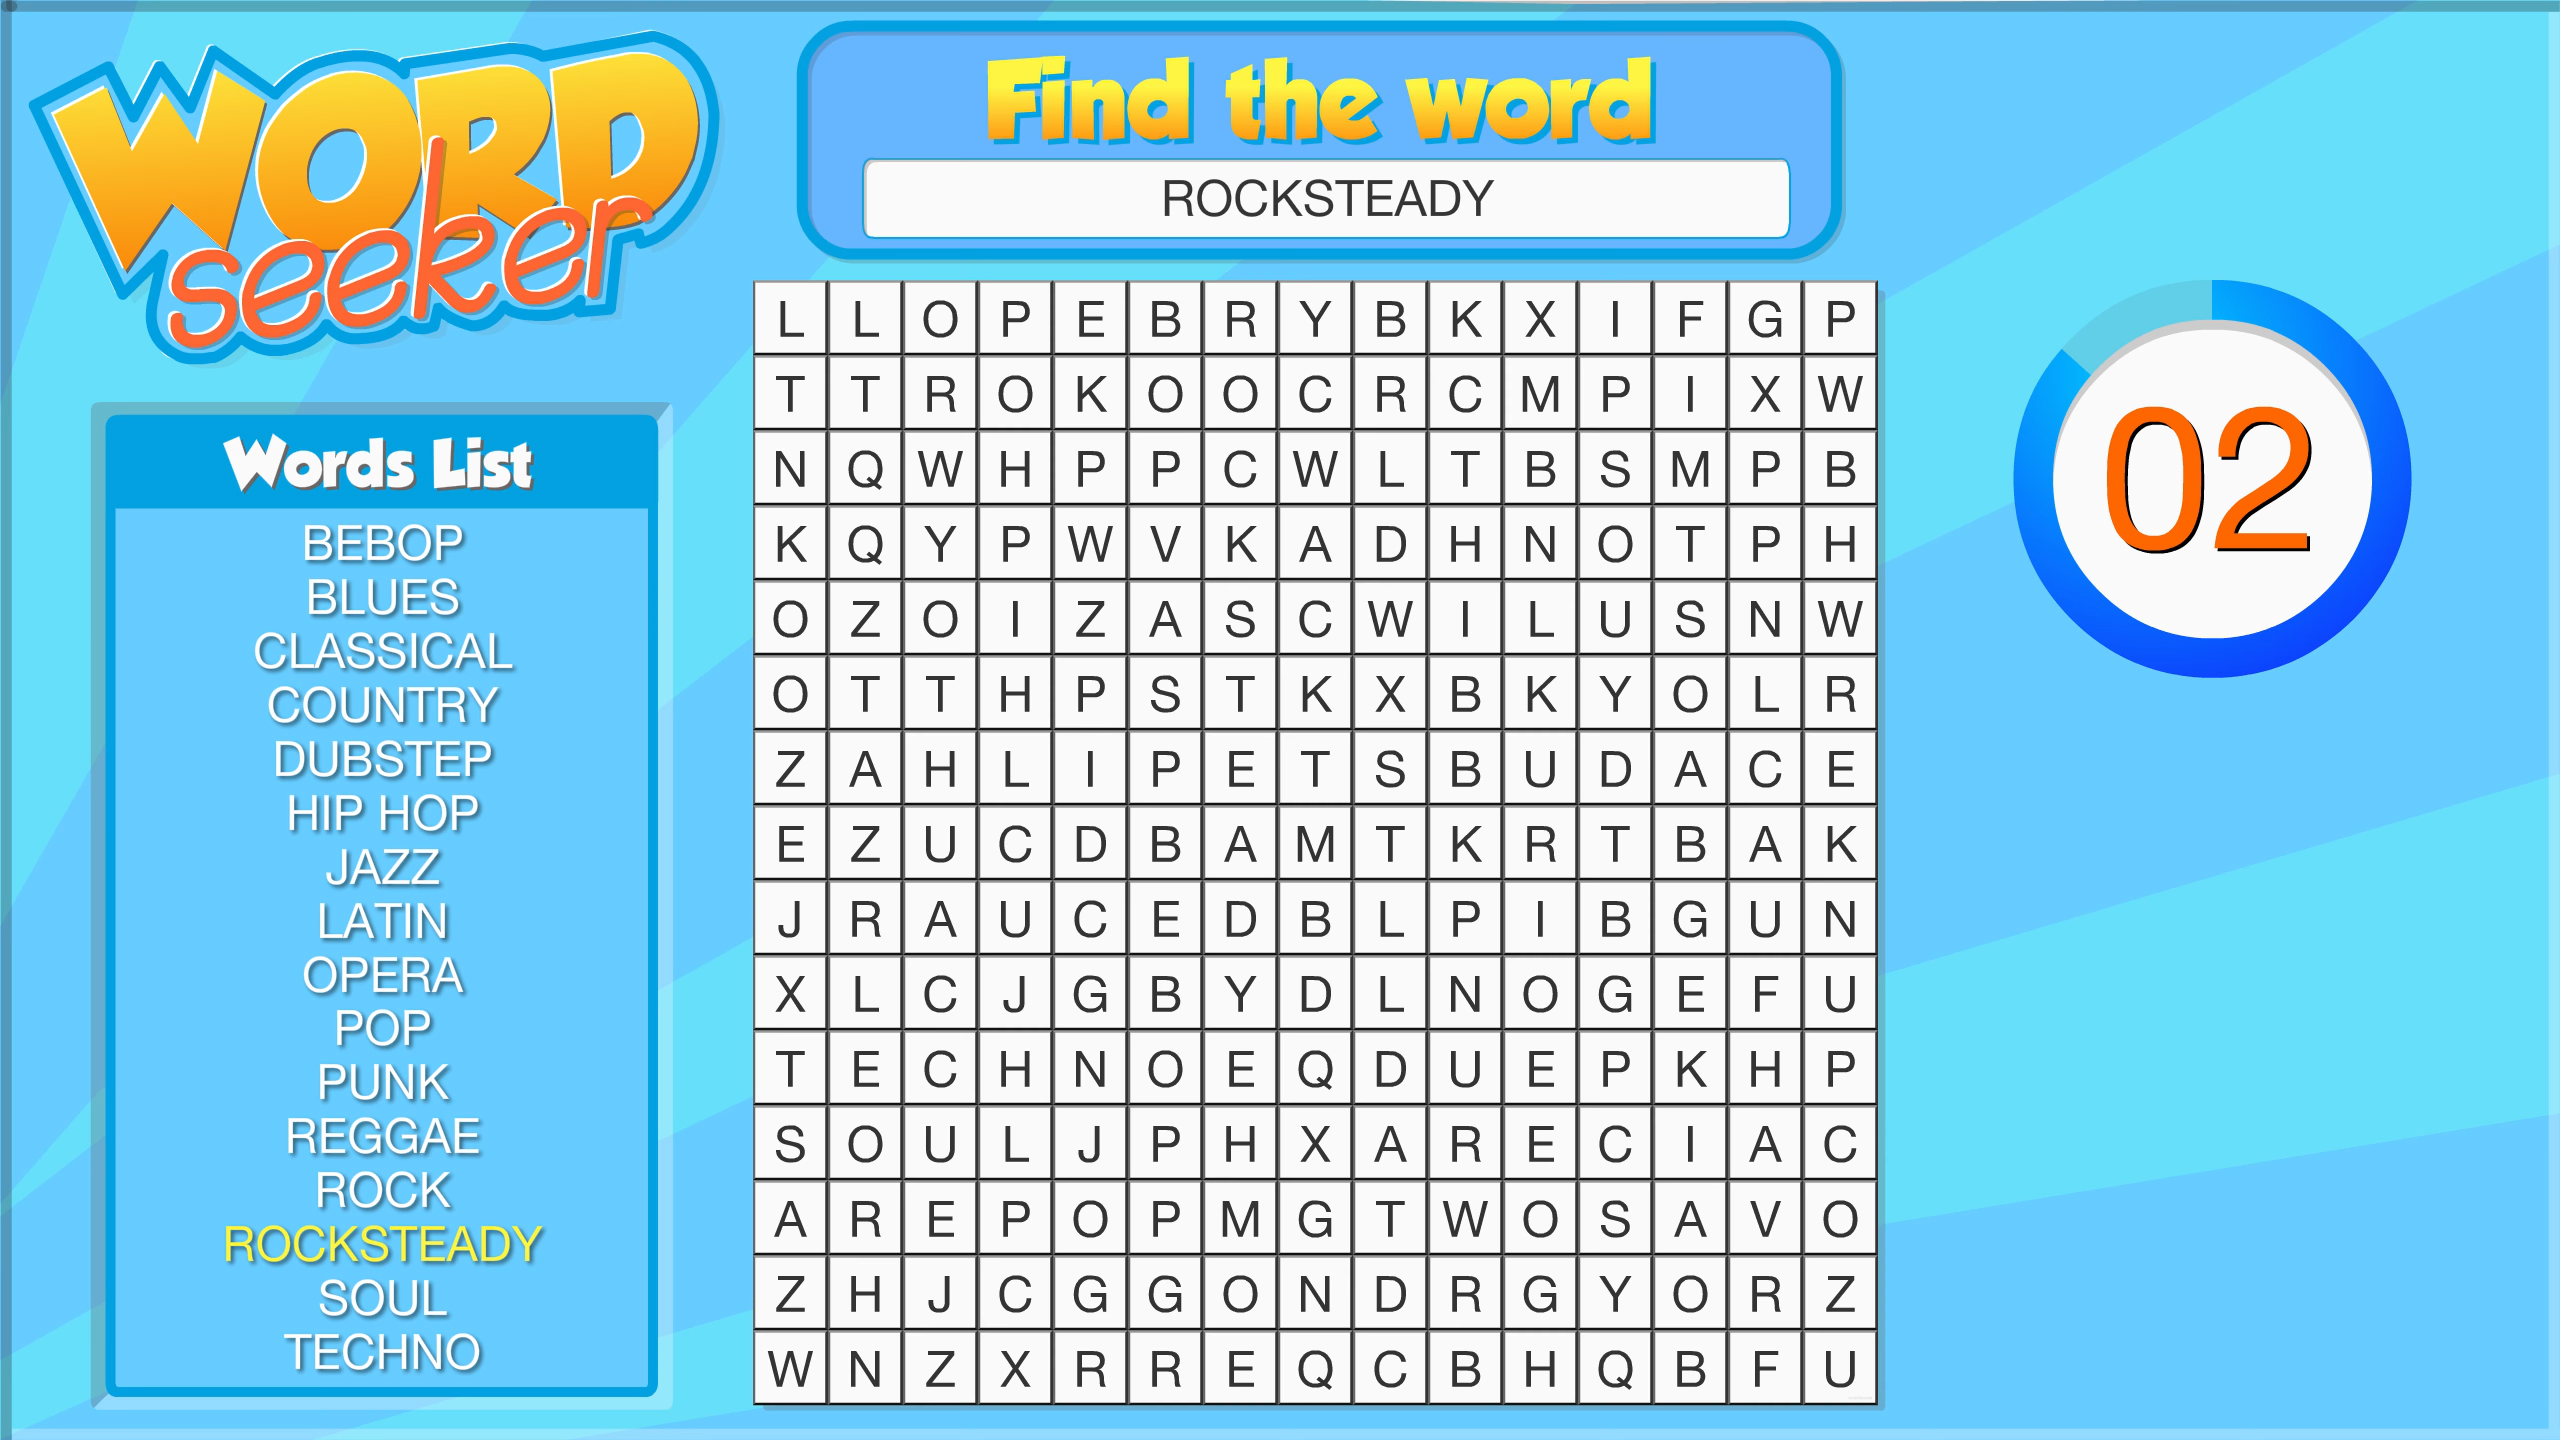 WORD
seeker
Find the word
ROCKSTEADY
Words List
BEBOP
BLUES
CLASSICAL
COUNTRY
DUBSTEP
HIP HOP
JAZZ
LATIN
OPERA
POP
PUNK
REGGAE
ROCK
ROCKSTEADY
SOUL
TECHNO
L L O P E B R Y B K X I F G P
T T R O K O O C R C M P I X W
N Q W H P P C W L T B S M P B
K Q Y P W V K A D H N O T P H
O Z O I Z A S C W I L U S N W
O T T H P S T K X B K Y O L R
Z A H L I P E T S B U D A C E
E Z U C D B A M T K R T B A K
J R A U C E D B L P I B G U N
X L C J G B Y D L N O G E F U
T E C H N O E Q D U E P K H P
S O U L J P H X A R E C I A C
A R E P O P M G T W O S A V O
Z H J C G G O N D R G Y O R Z
W N Z X R R E Q C B H Q B F U
02